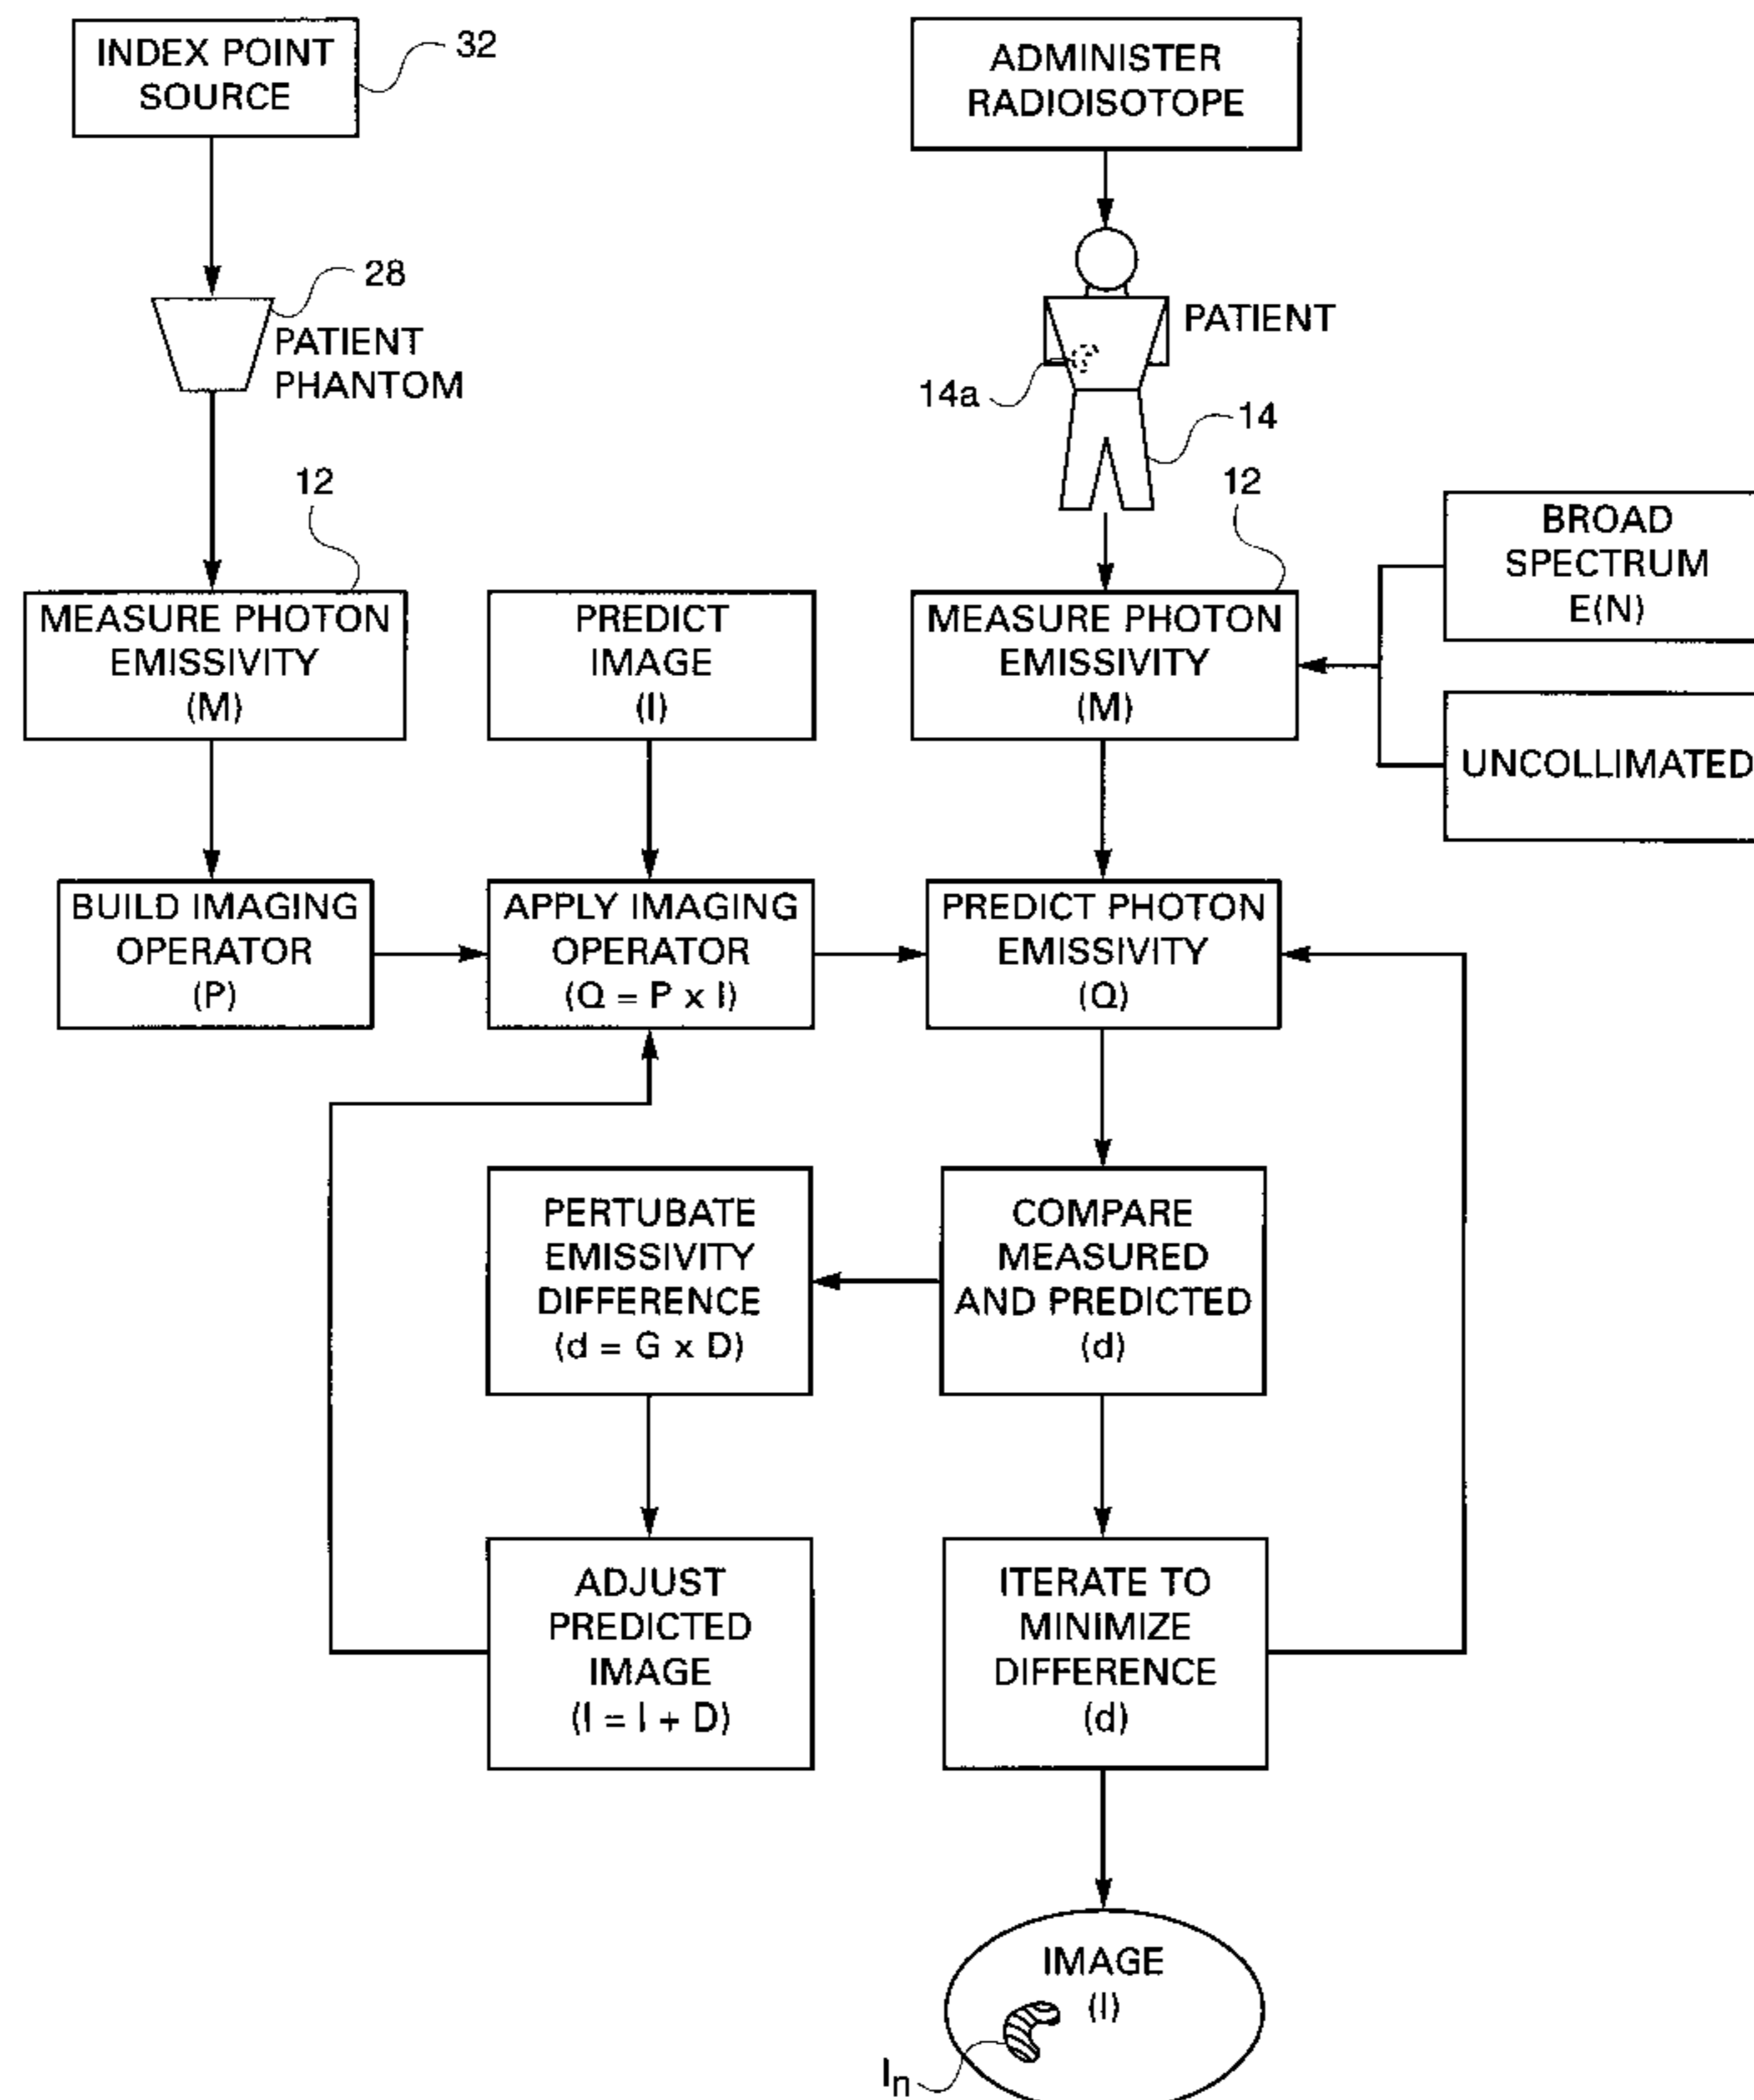 INDEX POINT
SOURCE
32
ADMINISTER
RADIOISOTOPE
28
PATIENT
PHANTOM
PATIENT
14a
14
12
MEASURE PHOTON
EMISSIVITY
(M)
PREDICT
IMAGE
(I)
12
MEASURE PHOTON
EMISSIVITY
(M)
BROAD
SPECTRUM
E(N)
UNCOLLIMATED
BUILD IMAGING
OPERATOR
(P)
APPLY IMAGING
OPERATOR
(Q = P x I)
PREDICT PHOTON
EMISSIVITY
(Q)
PERTUBATE
EMISSIVITY
DIFFERENCE
(d = G x D)
COMPARE
MEASURED
AND PREDICTED
(d)
ADJUST
PREDICTED
IMAGE
(I = I + D)
ITERATE TO
MINIMIZE
DIFFERENCE
(d)
IMAGE
(I)
In